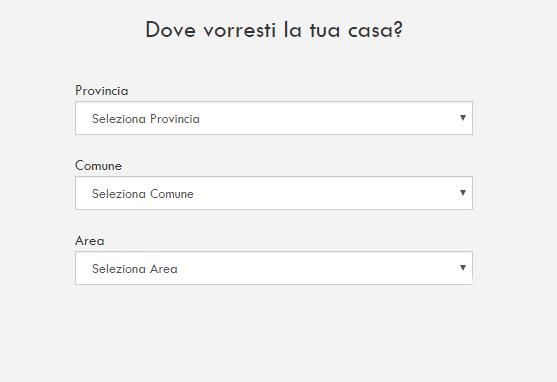 Dove vorresti la tua casa?
Provincia
Seleziona Provincia
Comune
Seleziona Comune
Area
Seleziona Area